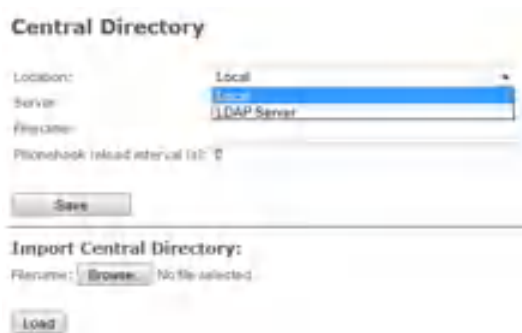 Central Directory
Location: Local
Server Local
LDAP Server
Filename:
Phonebook reload interval (s): 0
Save
Import Central Directory:
Filename: Browse... No file selected.
Load